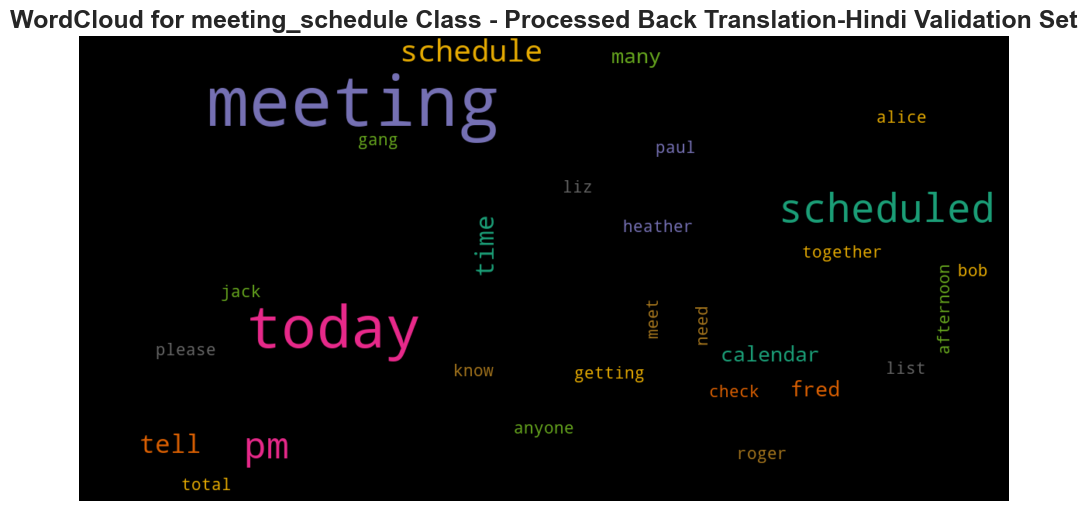 WordCloud for meeting_schedule Class - Processed Back Translation-Hindi Validation Set
schedule
many
meeting
alice
gang
paul
liz
scheduled
heather
time
together
bob
afternoon
jack
today
meet
need
please
calendar
know
getting
list
check
fred
anyone
tell
pm
roger
total